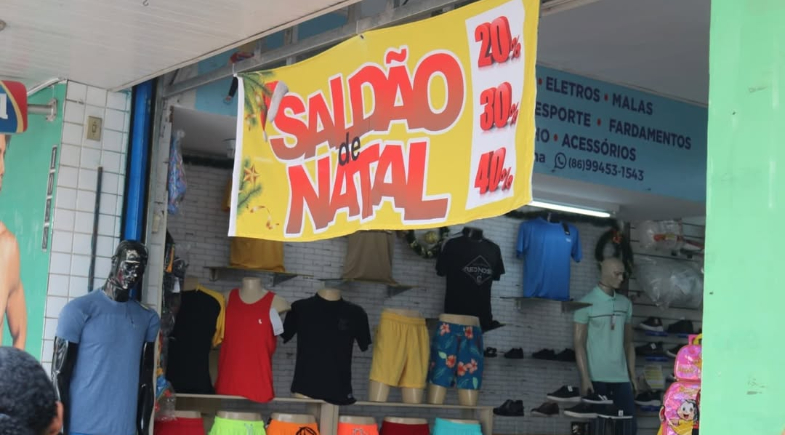 SALDÃO
de
NATAL
20%
30%
40%
• ELETROS • MALAS
ESPORTE • FARDAMENTOS
• ACESSÓRIOS
(86)99453-1543